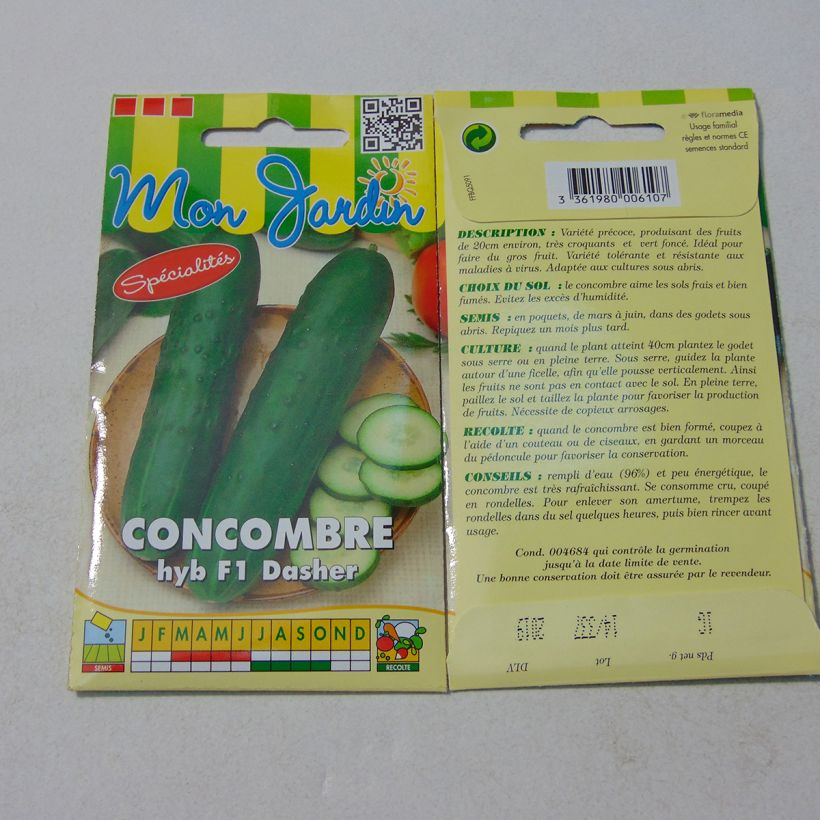 Mon Jardin
Spécialités
CONCOMBRE
hyb F1 Dasher
J F M A M J J A S O N D
SEMIS
RECOLTE
floramedia
Usage familial
règles et normes CE
semences standard
FFBQ5091
3 361980 006107
DESCRIPTION : Variété précoce, produisant des fruits
de 20cm environ, très croquants et vert foncé. Idéal pour
faire du gros fruit. Variété tolérante et résistante aux
maladies à virus. Adaptée aux cultures sous abris.
CHOIX DU SOL : le concombre aime les sols frais et bien
fumés. Evitez les excès d'humidité.
SEMIS : en poquets, de mars à juin, dans des godets sous
abris. Repiquez un mois plus tard.
CULTURE : quand le plant atteint 40cm plantez le godet
sous serre ou en pleine terre. Sous serre, guidez la plante
autour d'une ficelle, afin qu'elle pousse verticalement. Ainsi
les fruits ne sont pas en contact avec le sol. En pleine terre,
paillez le sol et taillez la plante pour favoriser la production
de fruits. Nécessite de copieux arrosages.
RECOLTE : quand le concombre est bien formé, coupez à
l'aide d'un couteau ou de ciseaux, en gardant un morceau
du pédoncule pour favoriser la conservation.
CONSEILS : rempli d'eau (96%) et peu énergétique, le
concombre est très rafraîchissant. Se consomme cru, coupé
en rondelles. Pour enlever son amertume, trempez les
rondelles dans du sel quelques heures, puis bien rincer avant
usage.
Cond. 004684 qui contrôle la germination
jusqu'à la date limite de vente.
Une bonne conservation doit être assurée par le revendeur.
Pds net g. Lot DLV
1G 14/337 2019